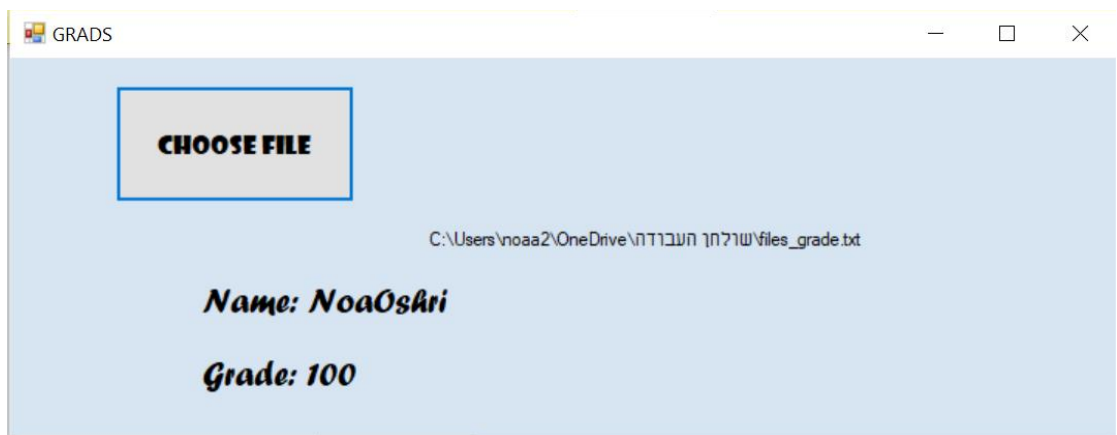 GRADS
CHOOSE FILE
C:\Users\noaa2\OneDrive\שולחן העבודה\files_grade.txt
Name: NoaOshri
Grade: 100